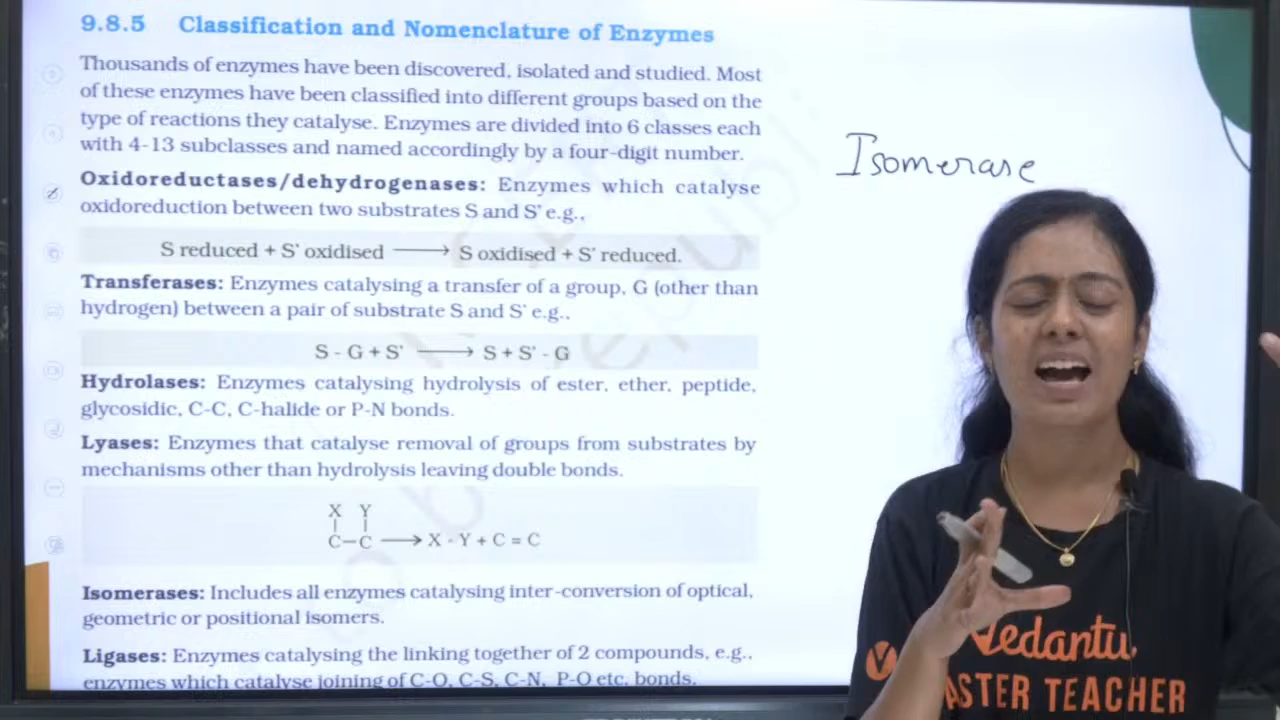 9.8.5 Classification and Nomenclature of Enzymes
Thousands of enzymes have been discovered, isolated and studied. Most
of these enzymes have been classified into different groups based on the
type of reactions they catalyse. Enzymes are divided into 6 classes each
with 4-13 subclasses and named accordingly by a four-digit number.
Oxidoreductases/dehydrogenases: Enzymes which catalyse
oxidoreduction between two substrates S and S' e.g.,
S reduced + S' oxidised ⟶ S oxidised + S' reduced.
Transferases: Enzymes catalysing a transfer of a group, G (other than
hydrogen) between a pair of substrate S and S' e.g.,
S - G + S' ⟶ S + S' - G
Hydrolases: Enzymes catalysing hydrolysis of ester, ether, peptide,
glycosidic, C-C, C-halide or P-N bonds.
Lyases: Enzymes that catalyse removal of groups from substrates by
mechanisms other than hydrolysis leaving double bonds.
X Y
C – C ⟶ X - Y + C = C
Isomerases: Includes all enzymes catalysing inter-conversion of optical,
geometric or positional isomers.
Ligases: Enzymes catalysing the linking together of 2 compounds, e.g.,
enzymes which catalyse joining of C-O, C-S, C-N, P-O etc. bonds.
Isomerase
Vedantu
MASTER TEACHER